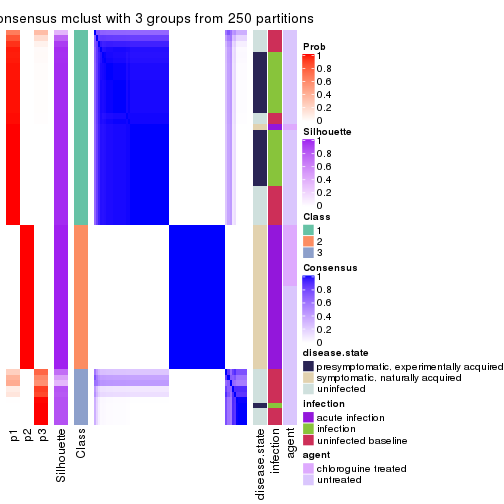 onsensus mclust with 3 groups from 250 partitions
Prob
1
0.8
0.6
0.4
0.2
0
Silhouette
1
0.8
0.6
0.4
0.2
0
Class
1
2
3
Consensus
1
0.8
0.6
0.4
0.2
0
disease.state
presymptomatic. experimentally acquired
symptomatic. naturally acquired
uninfected
infection
acute infection
infection
uninfected baseline
agent
chloroguine treated
untreated
p1
p2
p3
Silhouette
Class
disease.state
infection
agent